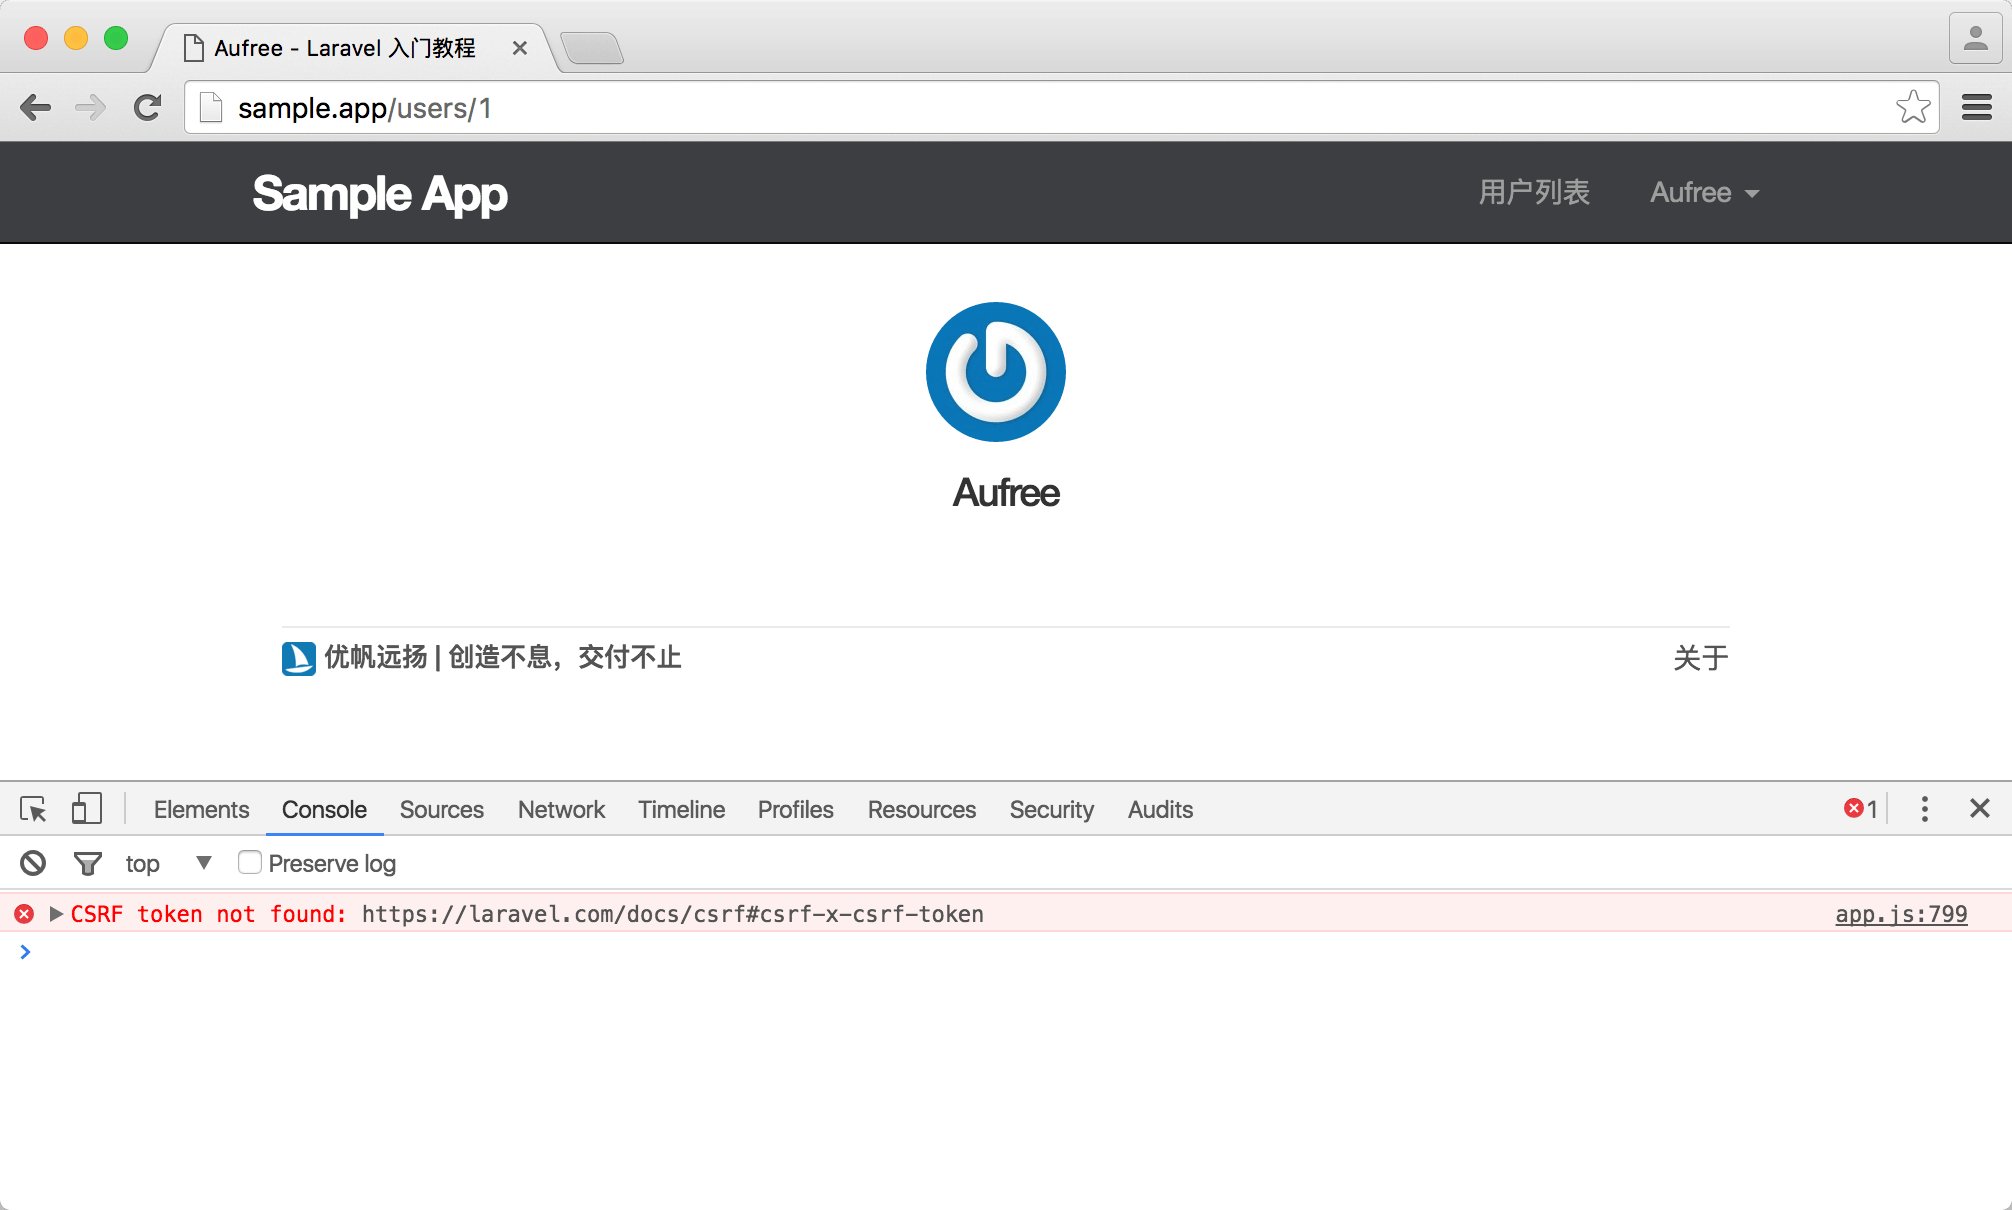 Aufree - Laravel 入门教程
sample.app/users/1
Sample App
用户列表
Aufree
Aufree
优帆远扬 | 创造不息，交付不止
关于
Elements Console Sources Network Timeline Profiles Resources Security Audits
1
top Preserve log
CSRF token not found: https://laravel.com/docs/csrf#csrf-x-csrf-token app.js:799